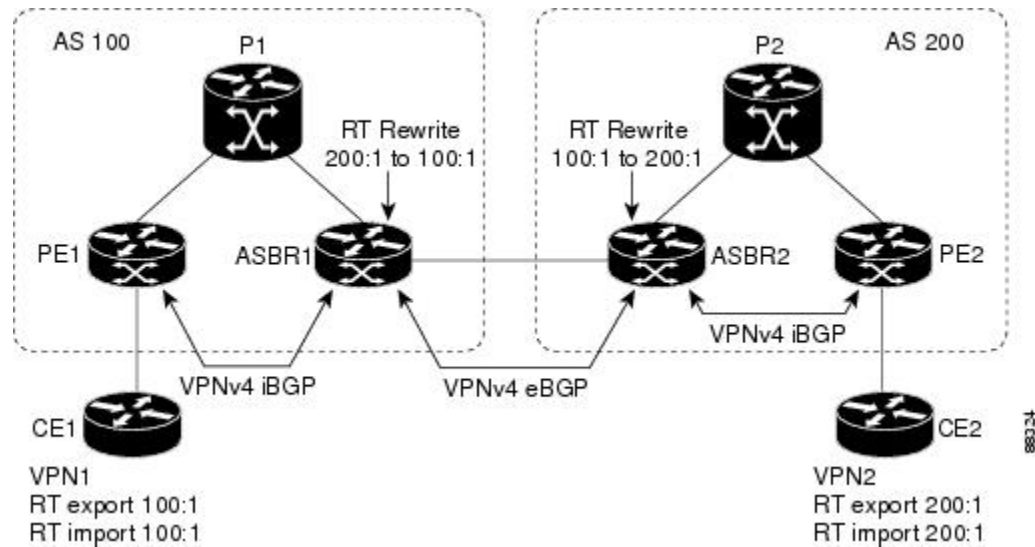 AS 100
P1
P2
AS 200
RT Rewrite
200:1 to 100:1
RT Rewrite
100:1 to 200:1
PE1
ASBR1
ASBR2
PE2
VPNv4 iBGP
VPNv4 eBGP
VPNv4 iBGP
CE1
CE2
VPN1
RT export 100:1
RT import 100:1
VPN2
RT export 200:1
RT import 200:1
88324